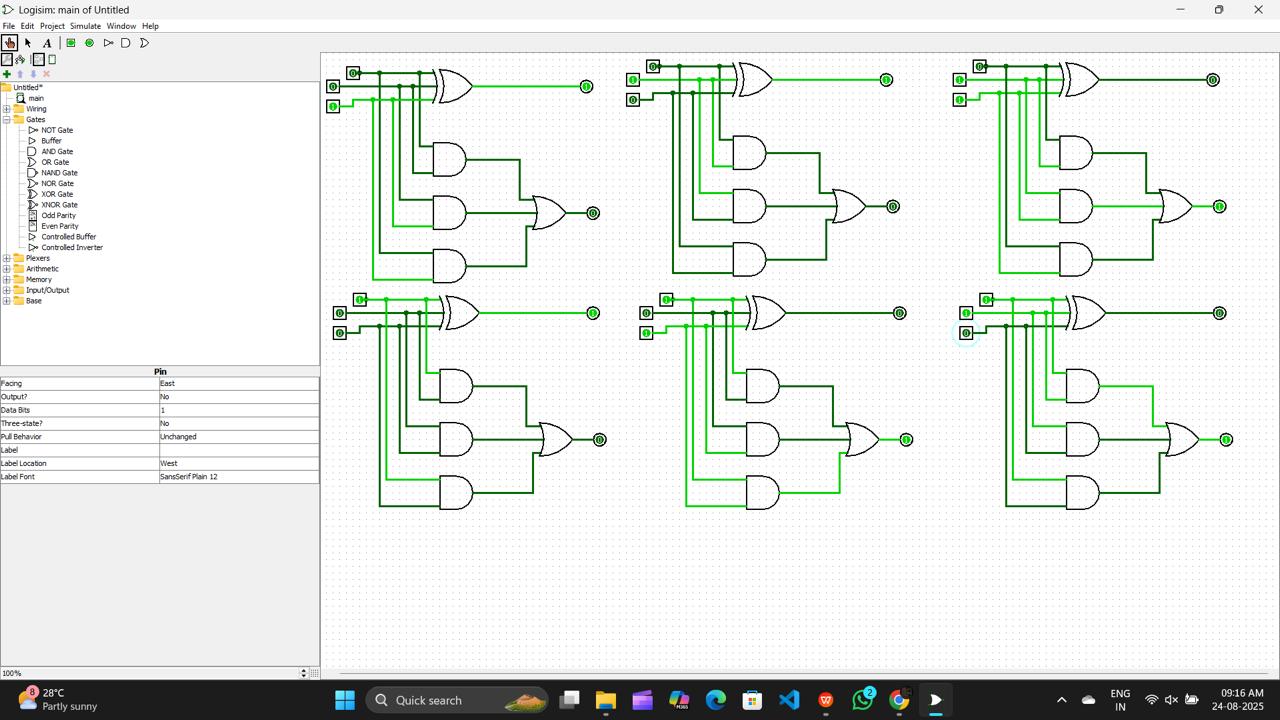 Logisim: main of Untitled
File Edit Project Simulate Window Help
A
Untitled*
main
Wiring
Gates
NOT Gate
Buffer
AND Gate
OR Gate
NAND Gate
NOR Gate
XOR Gate
XNOR Gate
Odd Parity
Even Parity
Controlled Buffer
Controlled Inverter
Plexers
Arithmetic
Memory
Input/Output
Base
Pin
Facing East
Output? No
Data Bits 1
Three-state? No
Pull Behavior Unchanged
Label
Label Location West
Label Font SansSerif Plain 12
100%
0 0 1 1 0
0 1 0 1 0
0 1 1 0 1
1 0 0 1 0
1 0 1 0 1
1 1 0 0 1
8
28°C
Partly sunny
Quick search
M365
2
ENG
IN
09:16 AM
24-08-2025